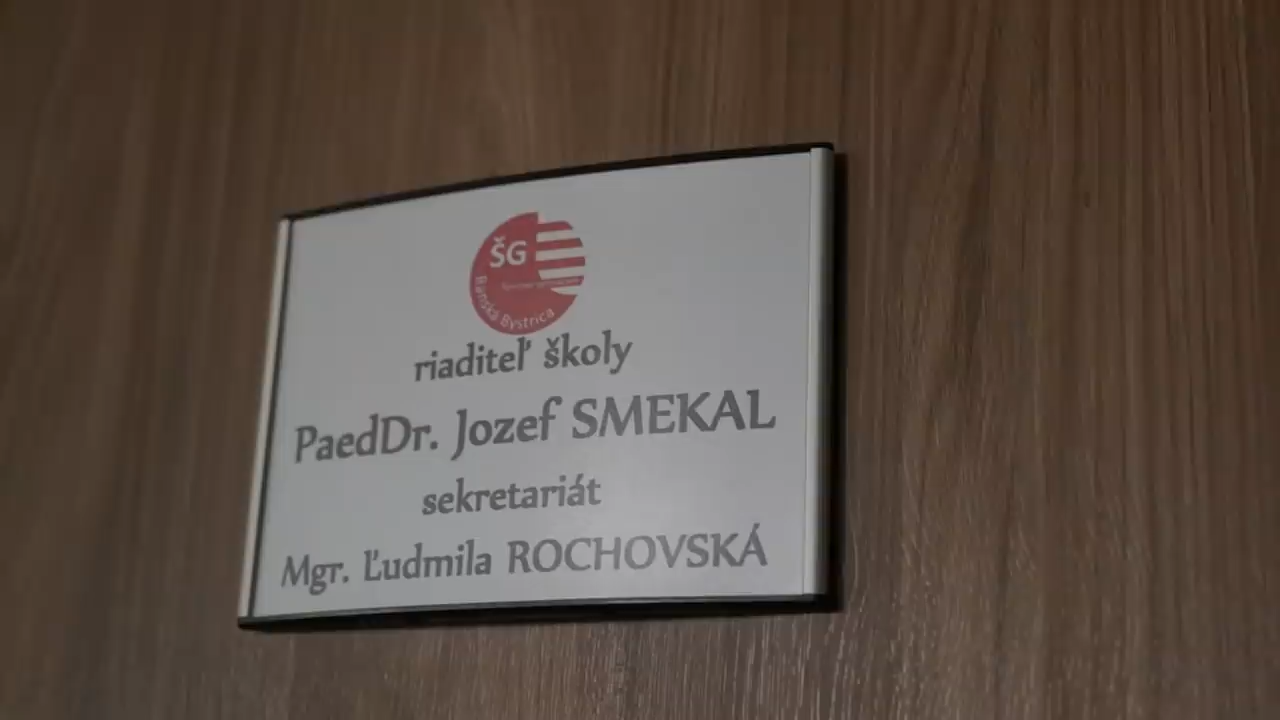 ŠG
Banská Bystrica
riaditeľ školy
PaedDr. Jozef SMEKAL
sekretariát
Mgr. Ľudmila ROCHOVSKÁ